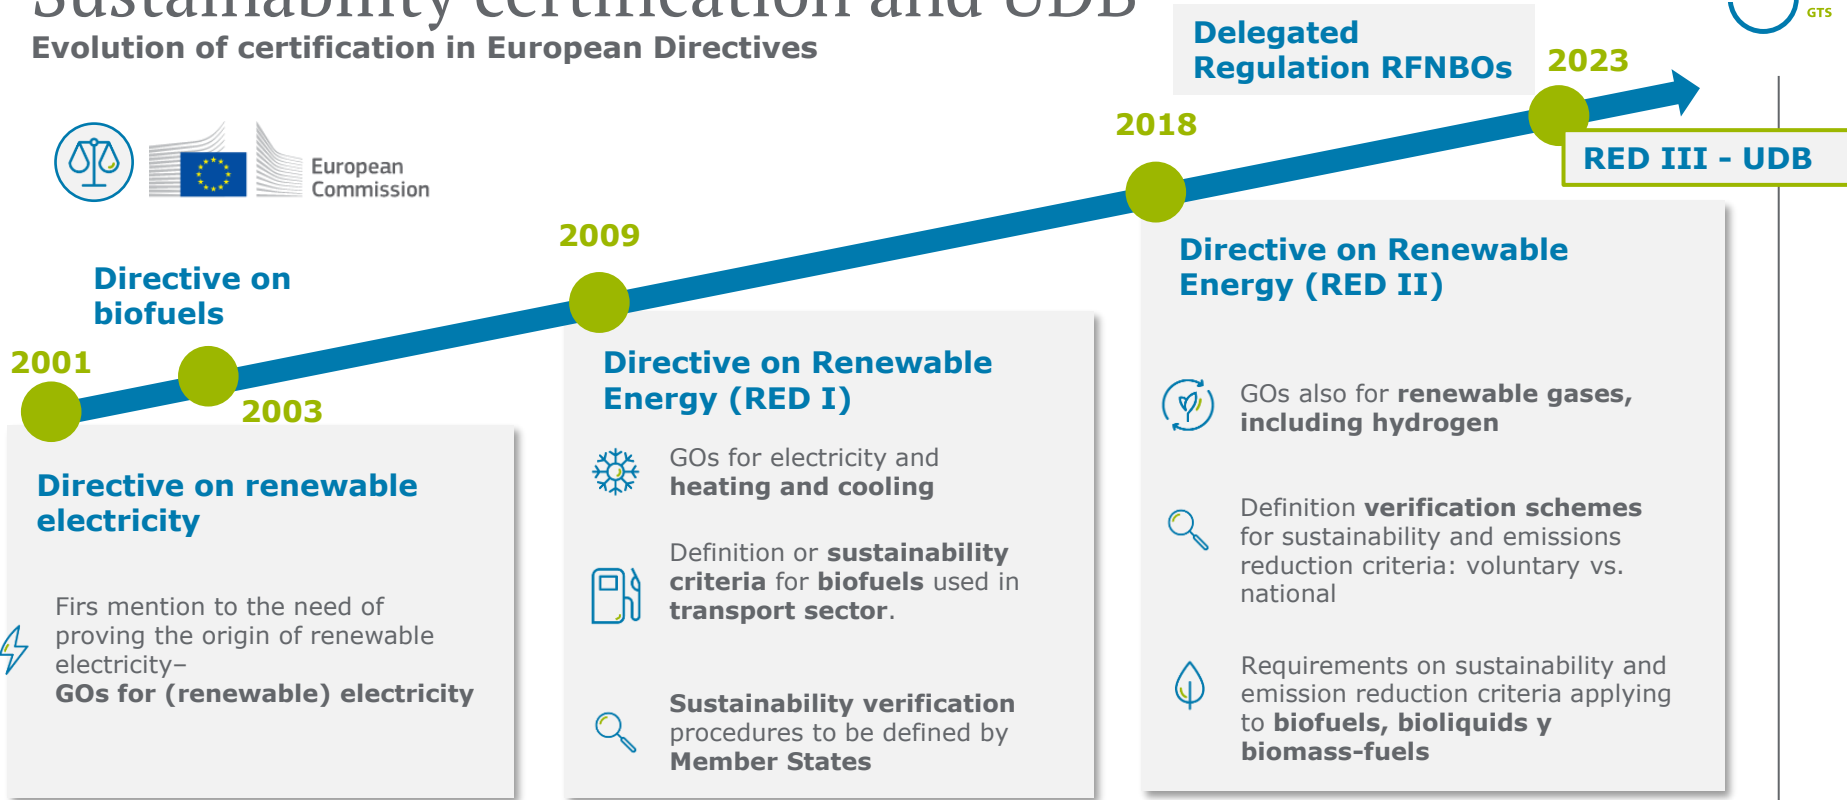 Sustainability certification and UDB
Evolution of certification in European Directives
GTS
Delegated
Regulation RFNBOs
2023
RED III - UDB
2018
European
Commission
2009
Directive on
biofuels
2001
2003
Directive on renewable
electricity
Firs mention to the need of
proving the origin of renewable
electricity–
GOs for (renewable) electricity
Directive on Renewable
Energy (RED I)
GOs for electricity and
heating and cooling
Definition or sustainability
criteria for biofuels used in
transport sector.
Sustainability verification
procedures to be defined by
Member States
Directive on Renewable
Energy (RED II)
GOs also for renewable gases,
including hydrogen
Definition verification schemes
for sustainability and emissions
reduction criteria: voluntary vs.
national
Requirements on sustainability and
emission reduction criteria applying
to biofuels, bioliquids y
biomass-fuels